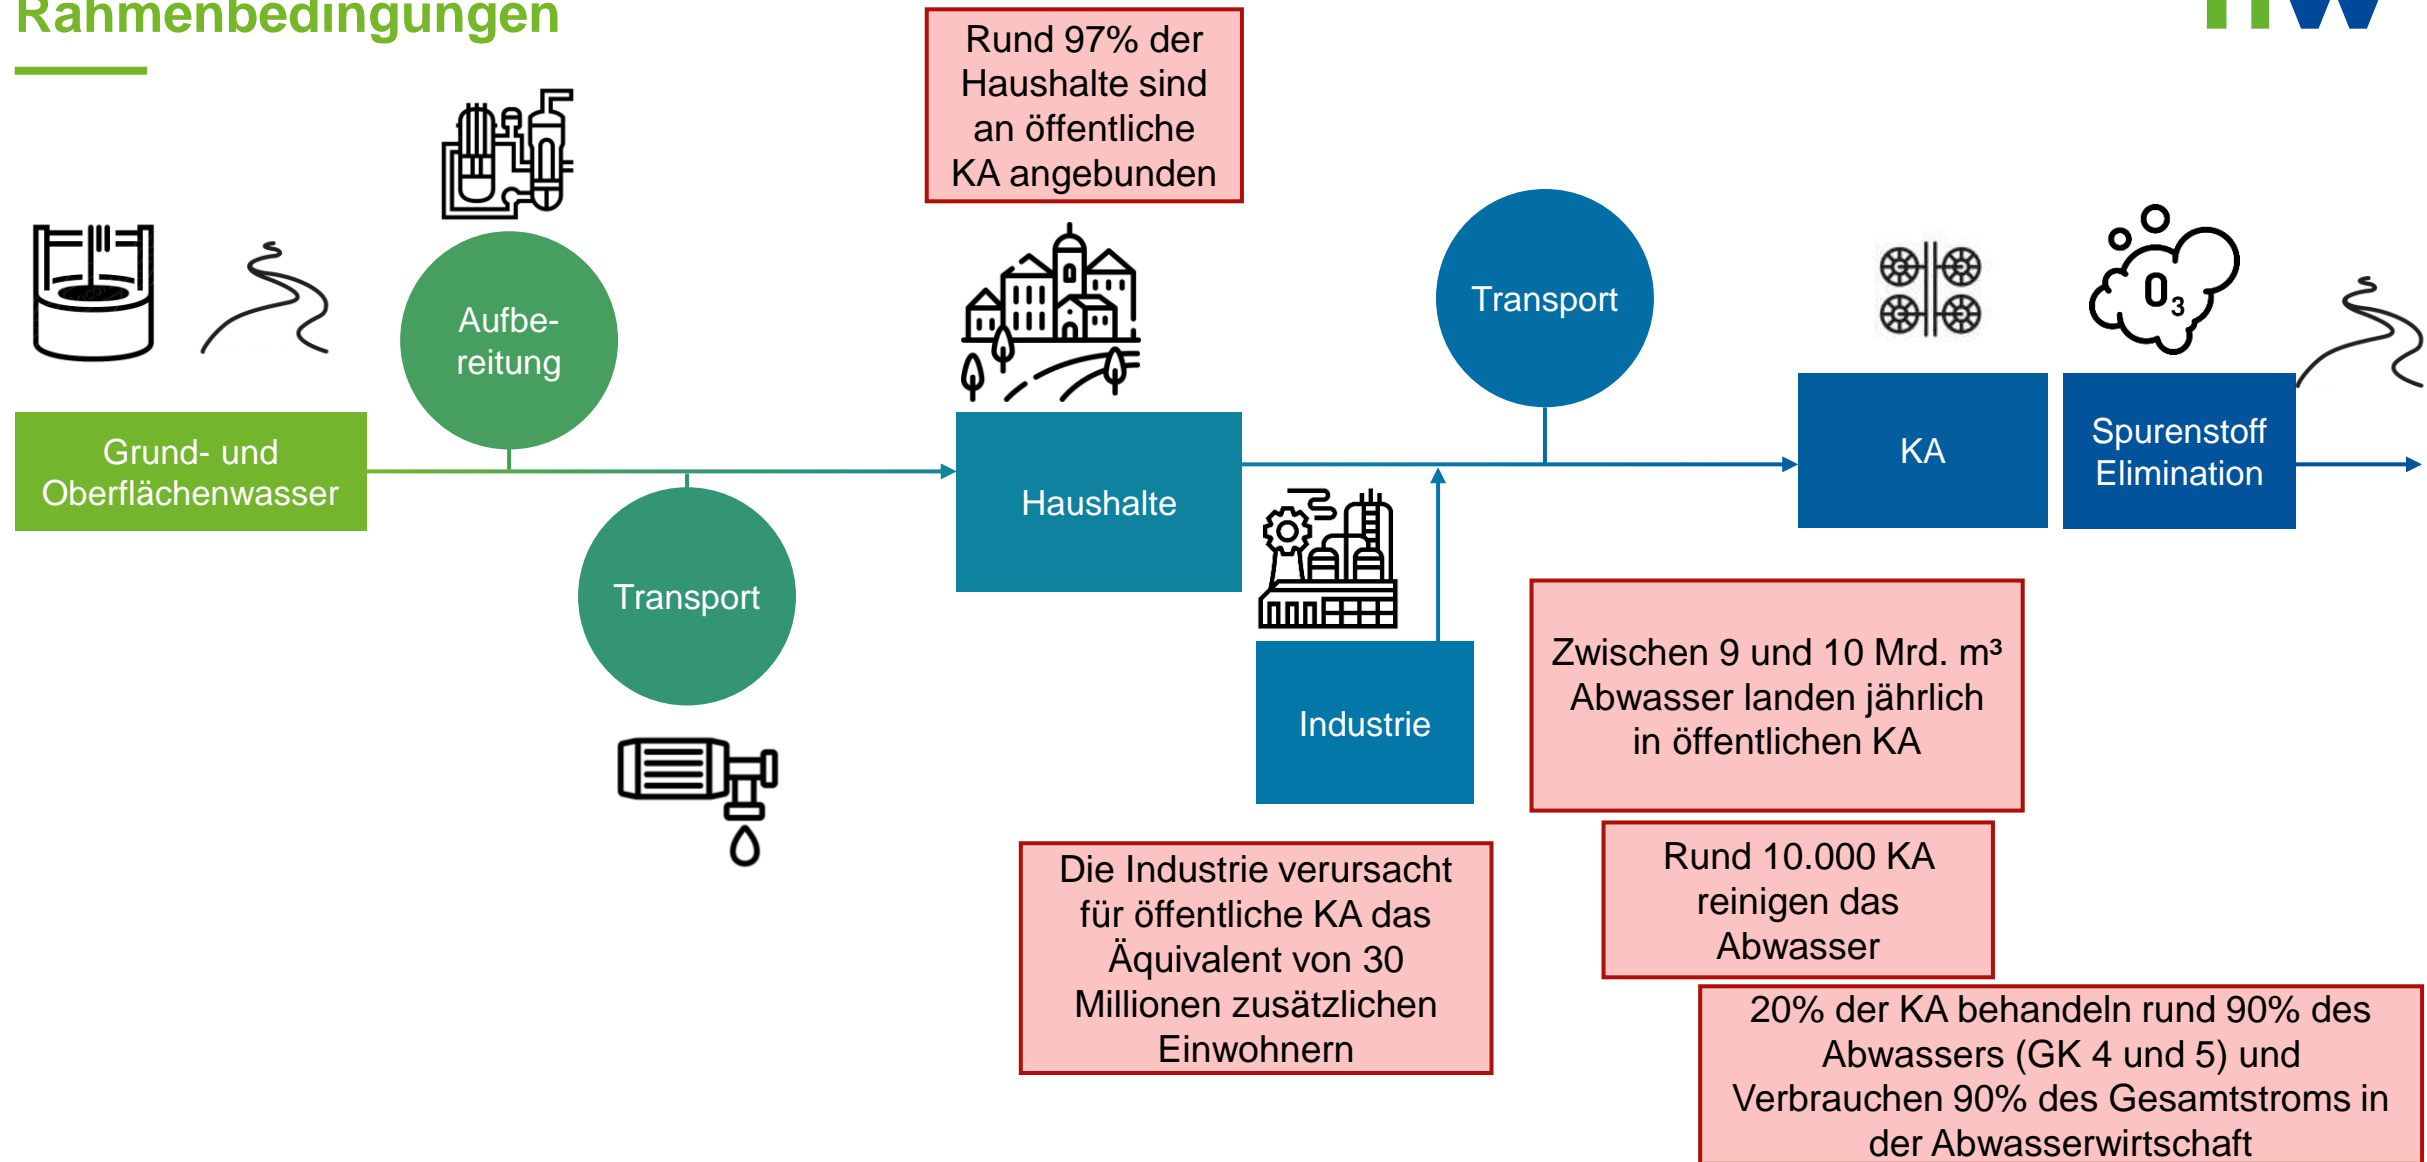 Rahmenbedingungen
Rund 97% der
Haushalte sind
an öffentliche
KA angebunden
Aufbe-
reitung
Transport
O₃
Grund- und
Oberflächenwasser
Transport
Haushalte
KA
Spurenstoff
Elimination
Industrie
Zwischen 9 und 10 Mrd. m³
Abwasser landen jährlich
in öffentlichen KA
Die Industrie verursacht
für öffentliche KA das
Äquivalent von 30
Millionen zusätzlichen
Einwohnern
Rund 10.000 KA
reinigen das
Abwasser
20% der KA behandeln rund 90% des
Abwassers (GK 4 und 5) und
Verbrauchen 90% des Gesamtstroms in
der Abwasserwirtschaft